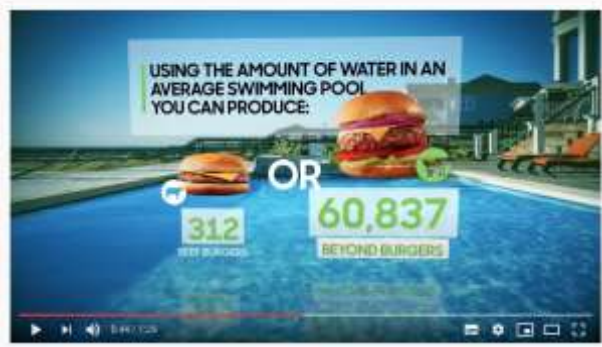 USING THE AMOUNT OF WATER IN AN
AVERAGE SWIMMING POOL
YOU CAN PRODUCE:
OR
312
BEEF BURGERS
60,837
BEYOND BURGERS